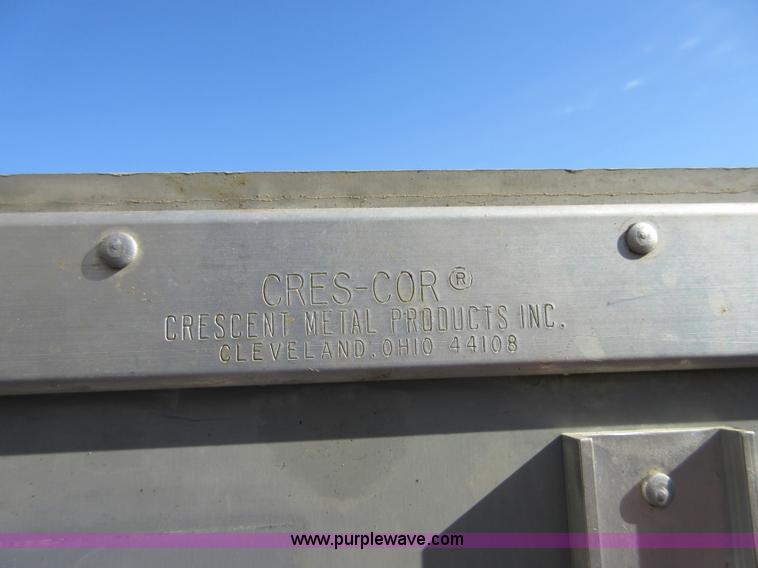 CRES-COR®
CRESCENT METAL PRODUCTS INC.
CLEVELAND, OHIO 44108
www.purplewave.com